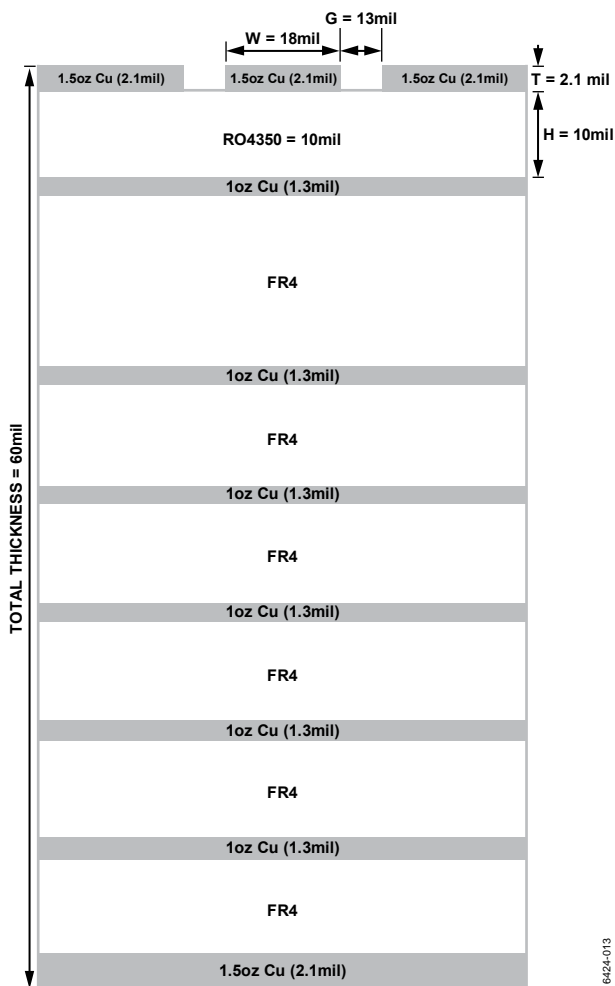 G = 13mil
W = 18mil
1.5oz Cu (2.1mil)
1.5oz Cu (2.1mil)
1.5oz Cu (2.1mil)
T = 2.1 mil
RO4350 = 10mil
H = 10mil
1oz Cu (1.3mil)
FR4
1oz Cu (1.3mil)
FR4
1oz Cu (1.3mil)
FR4
1oz Cu (1.3mil)
FR4
1oz Cu (1.3mil)
FR4
1oz Cu (1.3mil)
FR4
1.5oz Cu (2.1mil)
TOTAL THICKNESS = 60mil
6424-013